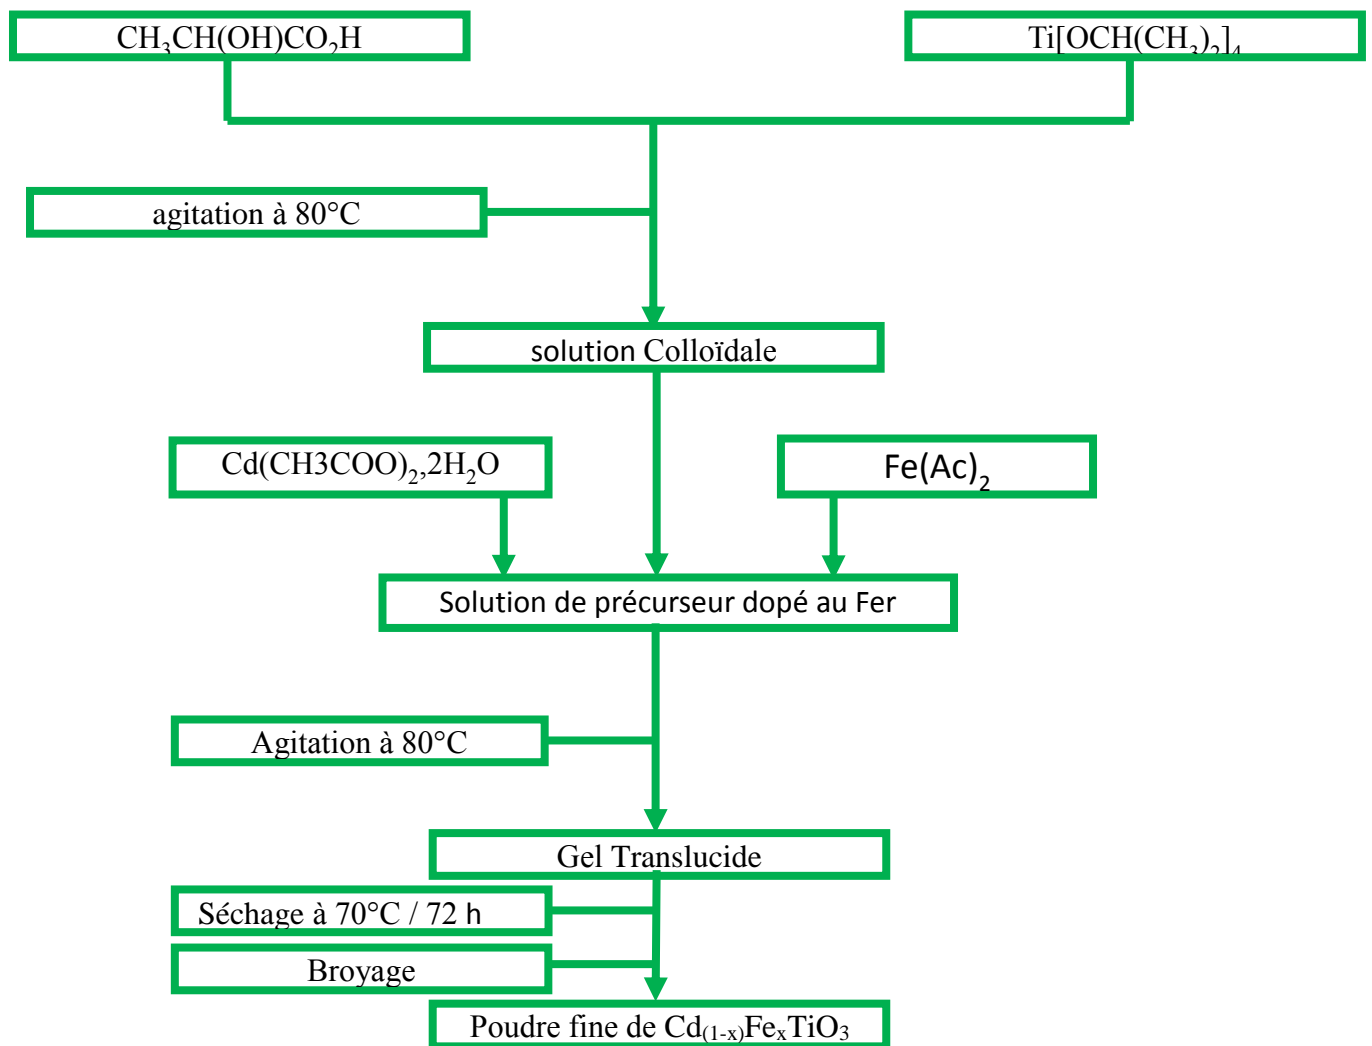 CH₃CH(OH)CO₂H
Ti[OCH(CH₃)₂]₄
agitation à 80°C
solution Colloïdale
Cd(CH3COO)₂,2H₂O
Fe(Ac)₂
Solution de précurseur dopé au Fer
Agitation à 80°C
Gel Translucide
Séchage à 70°C / 72 h
Broyage
Poudre fine de Cd₍₁₋ₓ₎FeₓTiO₃